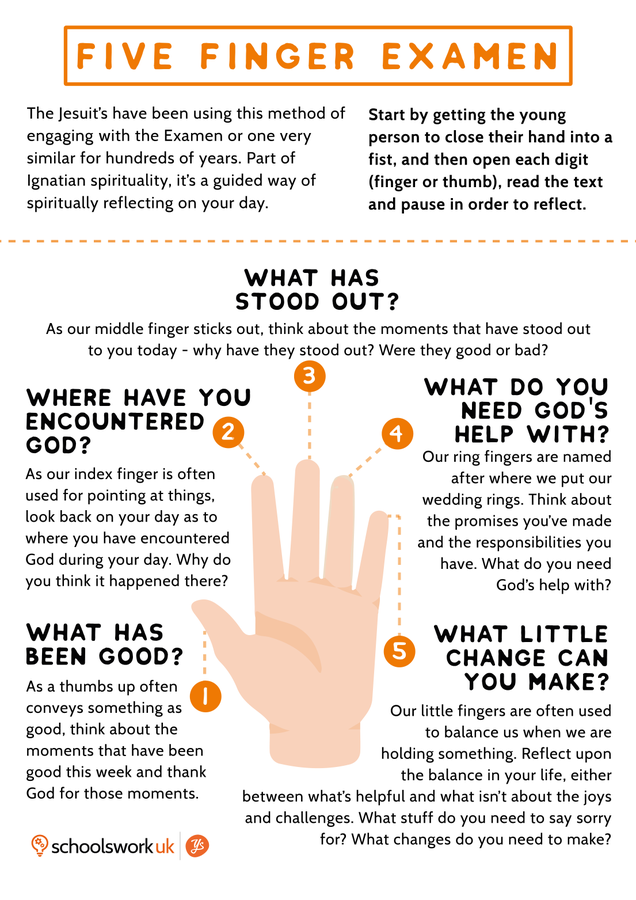 FIVE FINGER EXAMEN
The Jesuit's have been using this method of
engaging with the Examen or one very
similar for hundreds of years. Part of
Ignatian spirituality, it's a guided way of
spiritually reflecting on your day.
Start by getting the young
person to close their hand into a
fist, and then open each digit
(finger or thumb), read the text
and pause in order to reflect.
WHAT HAS
STOOD OUT?
As our middle finger sticks out, think about the moments that have stood out
to you today - why have they stood out? Were they good or bad?
3
WHERE HAVE YOU
ENCOUNTERED
GOD?
2
As our index finger is often
used for pointing at things,
look back on your day as to
where you have encountered
God during your day. Why do
you think it happened there?
WHAT DO YOU
NEED GOD'S
HELP WITH?
4
Our ring fingers are named
after where we put our
wedding rings. Think about
the promises you've made
and the responsibilities you
have. What do you need
God's help with?
WHAT HAS
BEEN GOOD?
1
As a thumbs up often
conveys something as
good, think about the
moments that have been
good this week and thank
God for those moments.
WHAT LITTLE
CHANGE CAN
YOU MAKE?
5
Our little fingers are often used
to balance us when we are
holding something. Reflect upon
the balance in your life, either
between what's helpful and what isn't about the joys
and challenges. What stuff do you need to say sorry
for? What changes do you need to make?
schoolswork uk
ys